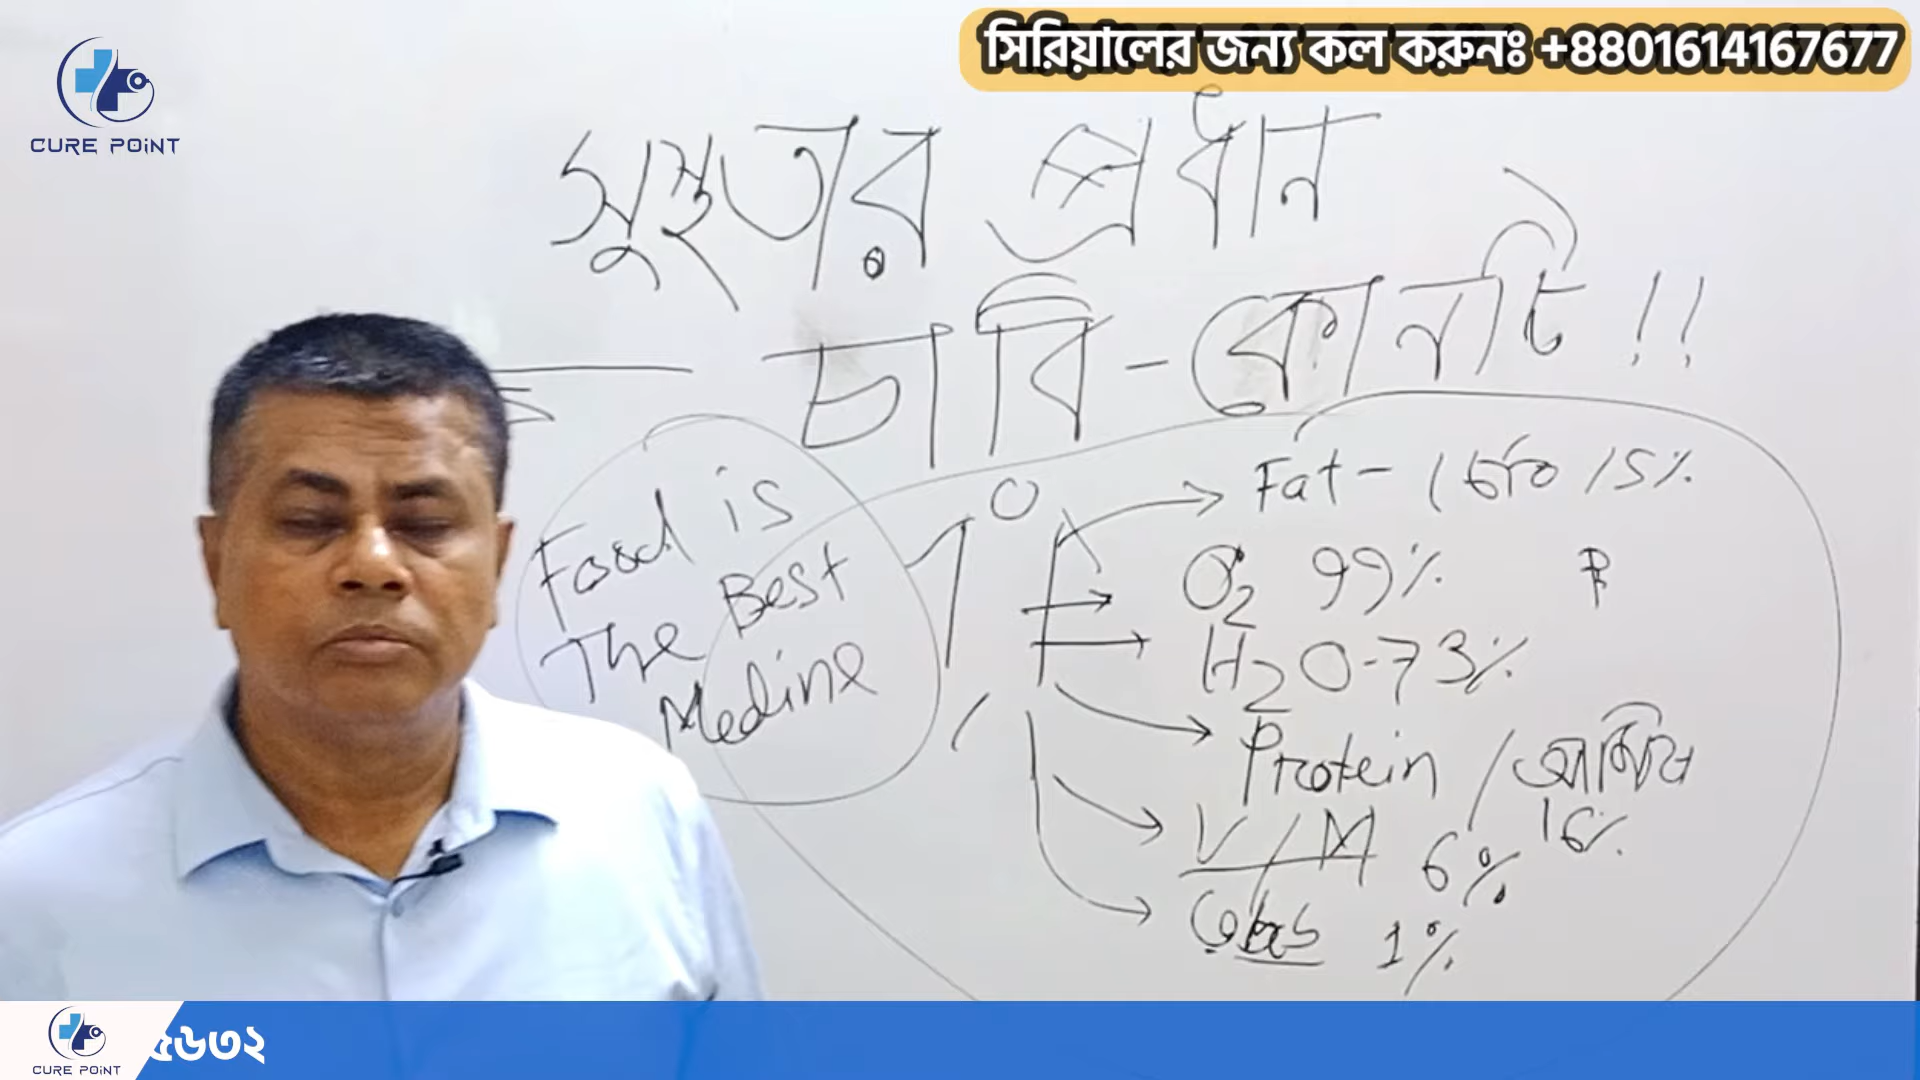 সিরিয়ালের জন্য কল করুনঃ +8801614167677
CURE POiNT
সুস্থতার প্রধান
চাবি - কোনটি !!
Food is
The Best
Medine
Fat - 15%
O2 99%
H2O-73%
Protein / আমিষ
16%
V/M 6%
Carbs 1%
৫৬৩২
CURE POiNT